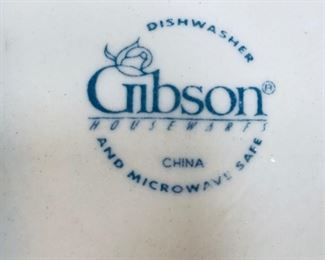 DISHWASHER
Gibson®
HOUSEWARES
CHINA
AND MICROWAVE SAFE